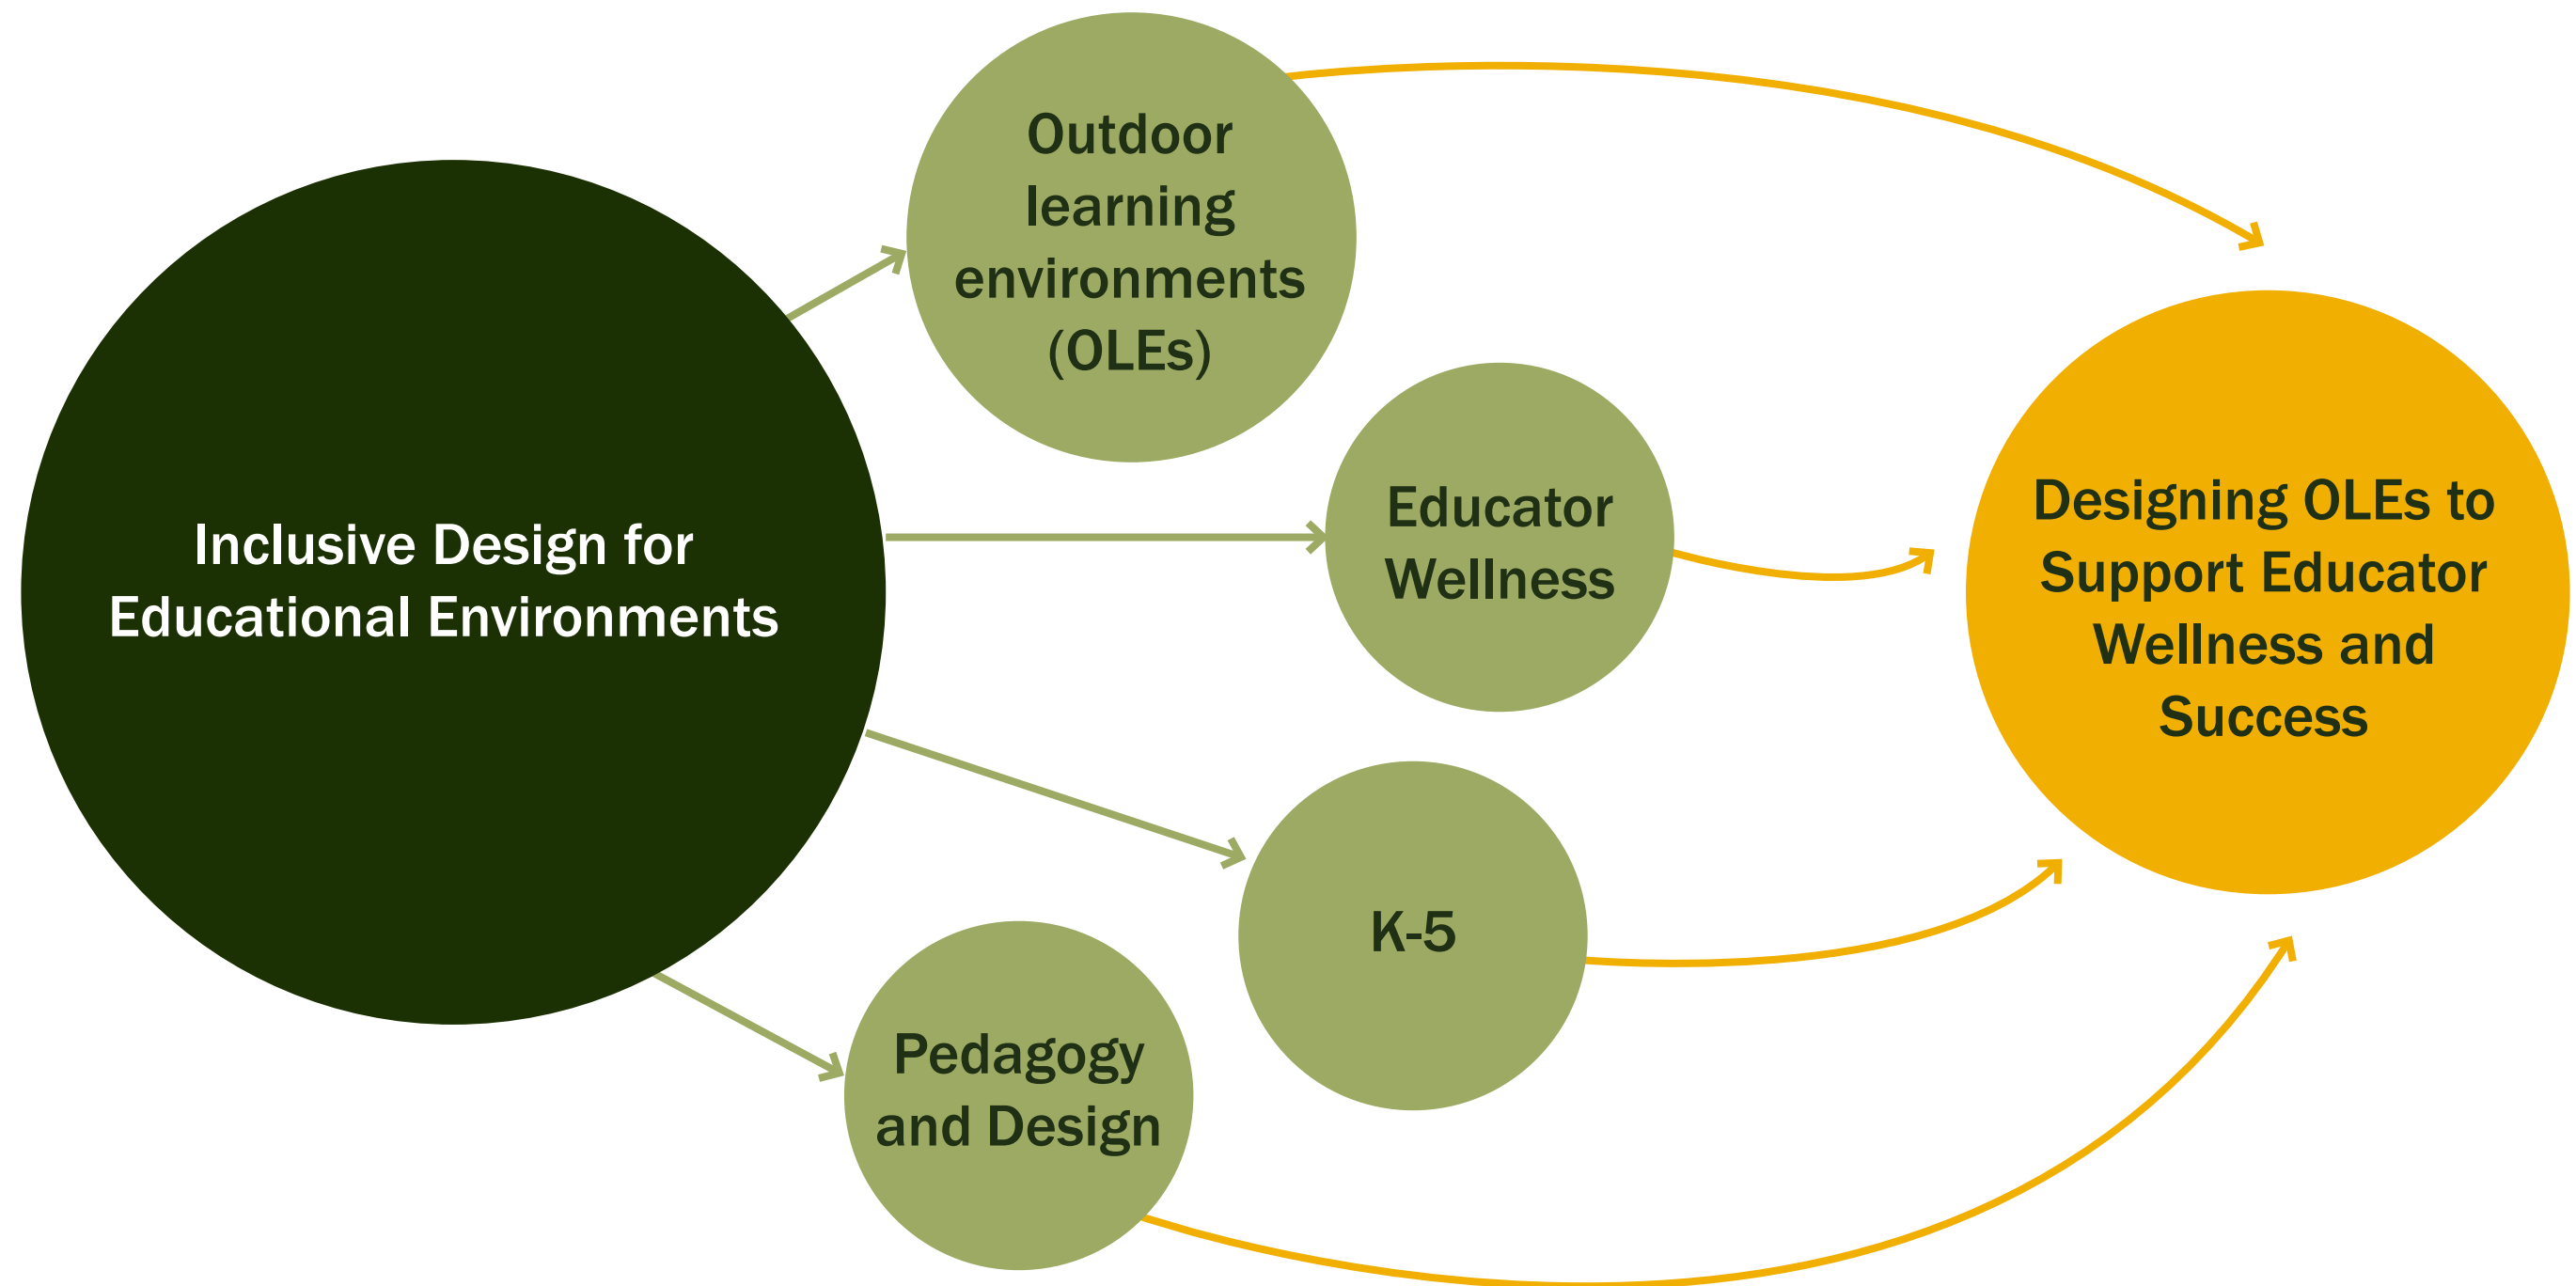 Inclusive Design for
Educational Environments
Outdoor
learning
environments
(OLEs)
Educator
Wellness
K-5
Pedagogy
and Design
Designing OLEs to
Support Educator
Wellness and
Success